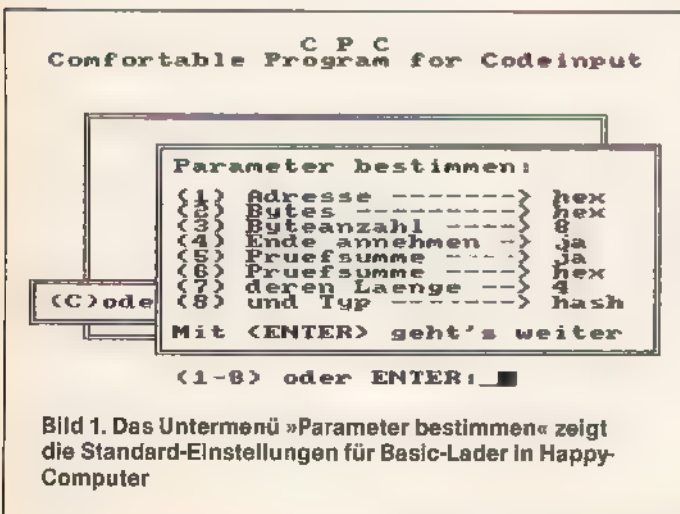 C P C
Comfortable Program for Codeinput
Parameter bestimmen:
(1) Adresse -------> hex
(2) Bytes ---------> hex
(3) Byteanzahl ----> 8
(4) Ende annehmen -> ja
(5) Pruefsumme ----> ja
(6) Pruefsumme ----> hex
(7) deren Laenge --> 4
(8) und Typ -------> hash
(C)ode
Mit <ENTER> geht's weiter
(1-8) oder ENTER:_
Bild 1. Das Untermenü »Parameter bestimmen« zeigt
die Standard-Einstellungen für Basic-Lader in Happy-
Computer